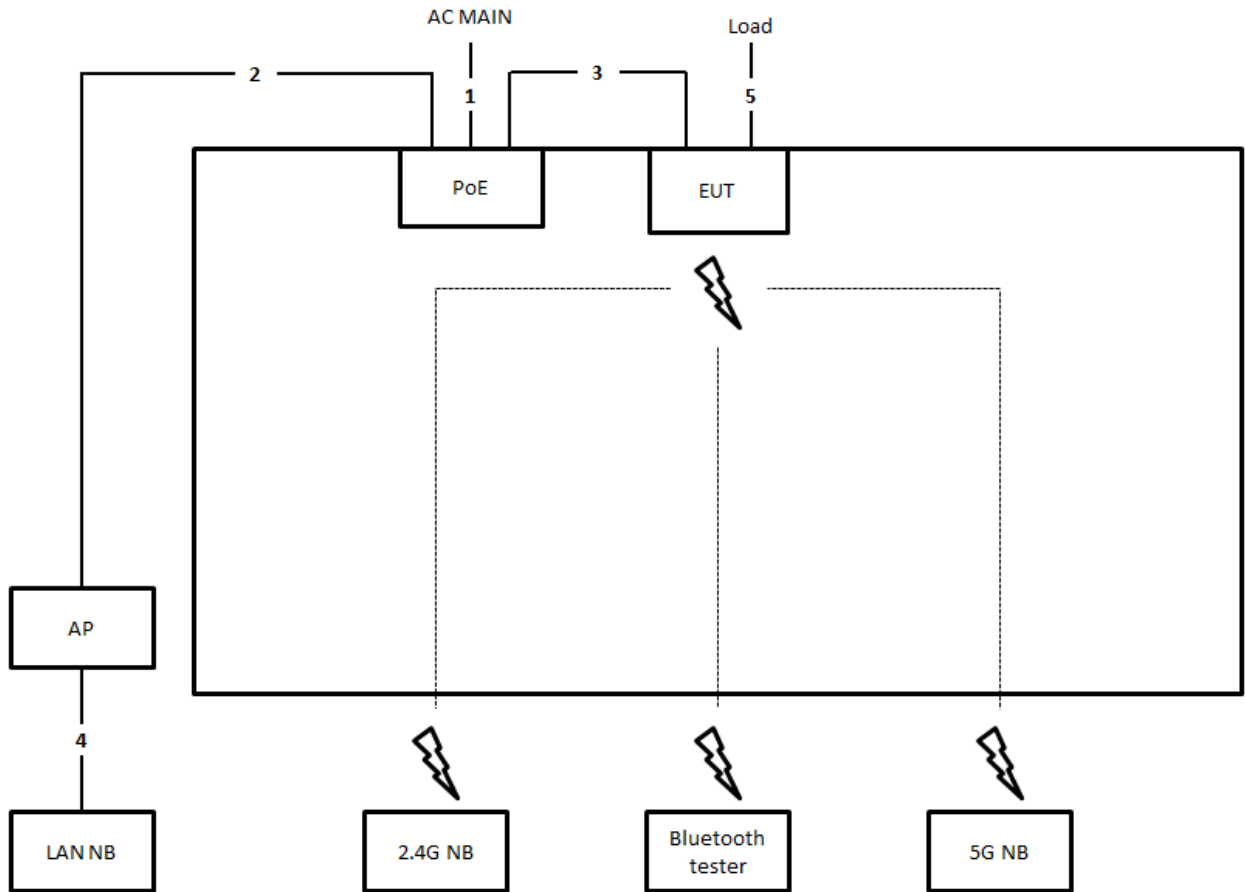 AC MAIN
Load
2
3
1
5
PoE
EUT
AP
4
LAN NB
2.4G NB
Bluetooth
tester
5G NB